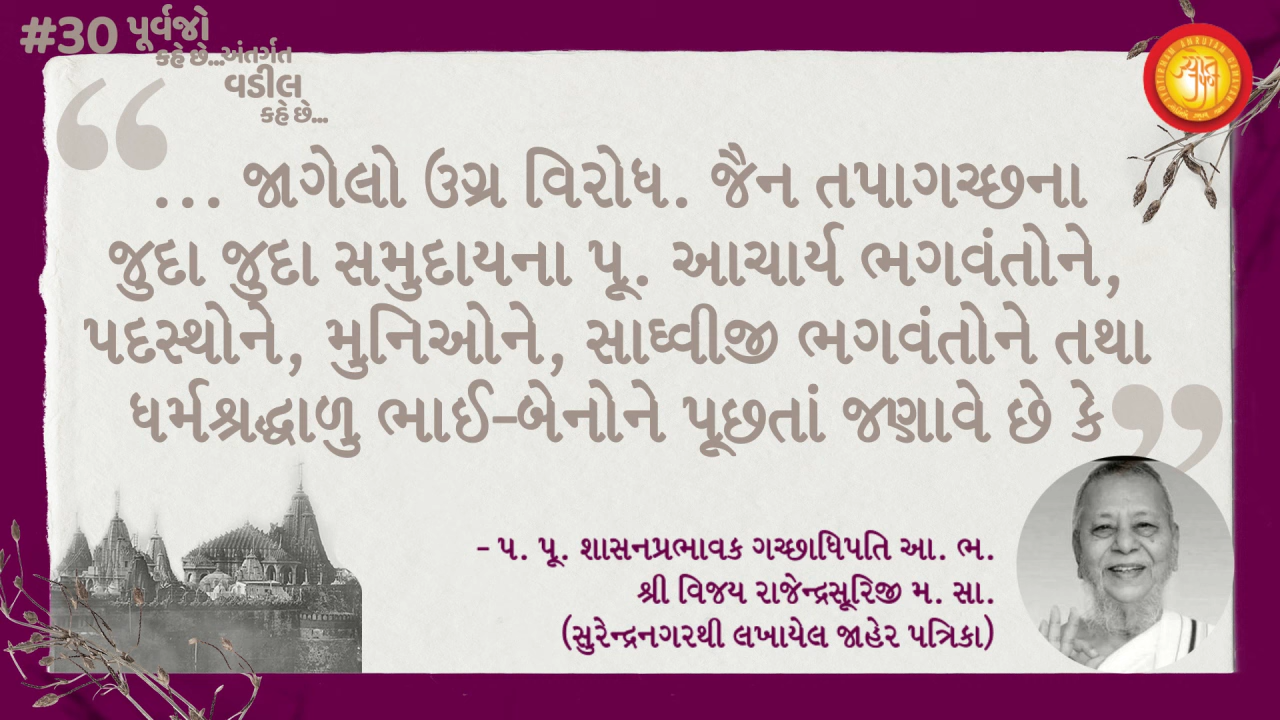 #30 પૂર્વજો
કહે છે...અંતર્ગત
વડીલ
કહે છે...
“... જાગેલો ઉગ્ર વિરોધ. જૈન તપાગચ્છના
જુદા જુદા સમુદાયના પૂ. આચાર્ય ભગવંતોને,
પદસ્થોને, મુનિઓને, સાધ્વીજી ભગવંતોને તથા
ધર્મશ્રદ્ધાળુ ભાઈ-બેનોને પૂછતાં જણાવે છે કે”
- પ. પૂ. શાસનપ્રભાવક ગચ્છાધિપતિ આ. ભ.
શ્રી વિજય રાજેન્દ્રસૂરિજી મ. સા.
(સુરેન્દ્રનગરથી લખાયેલ જાહેર પત્રિકા)